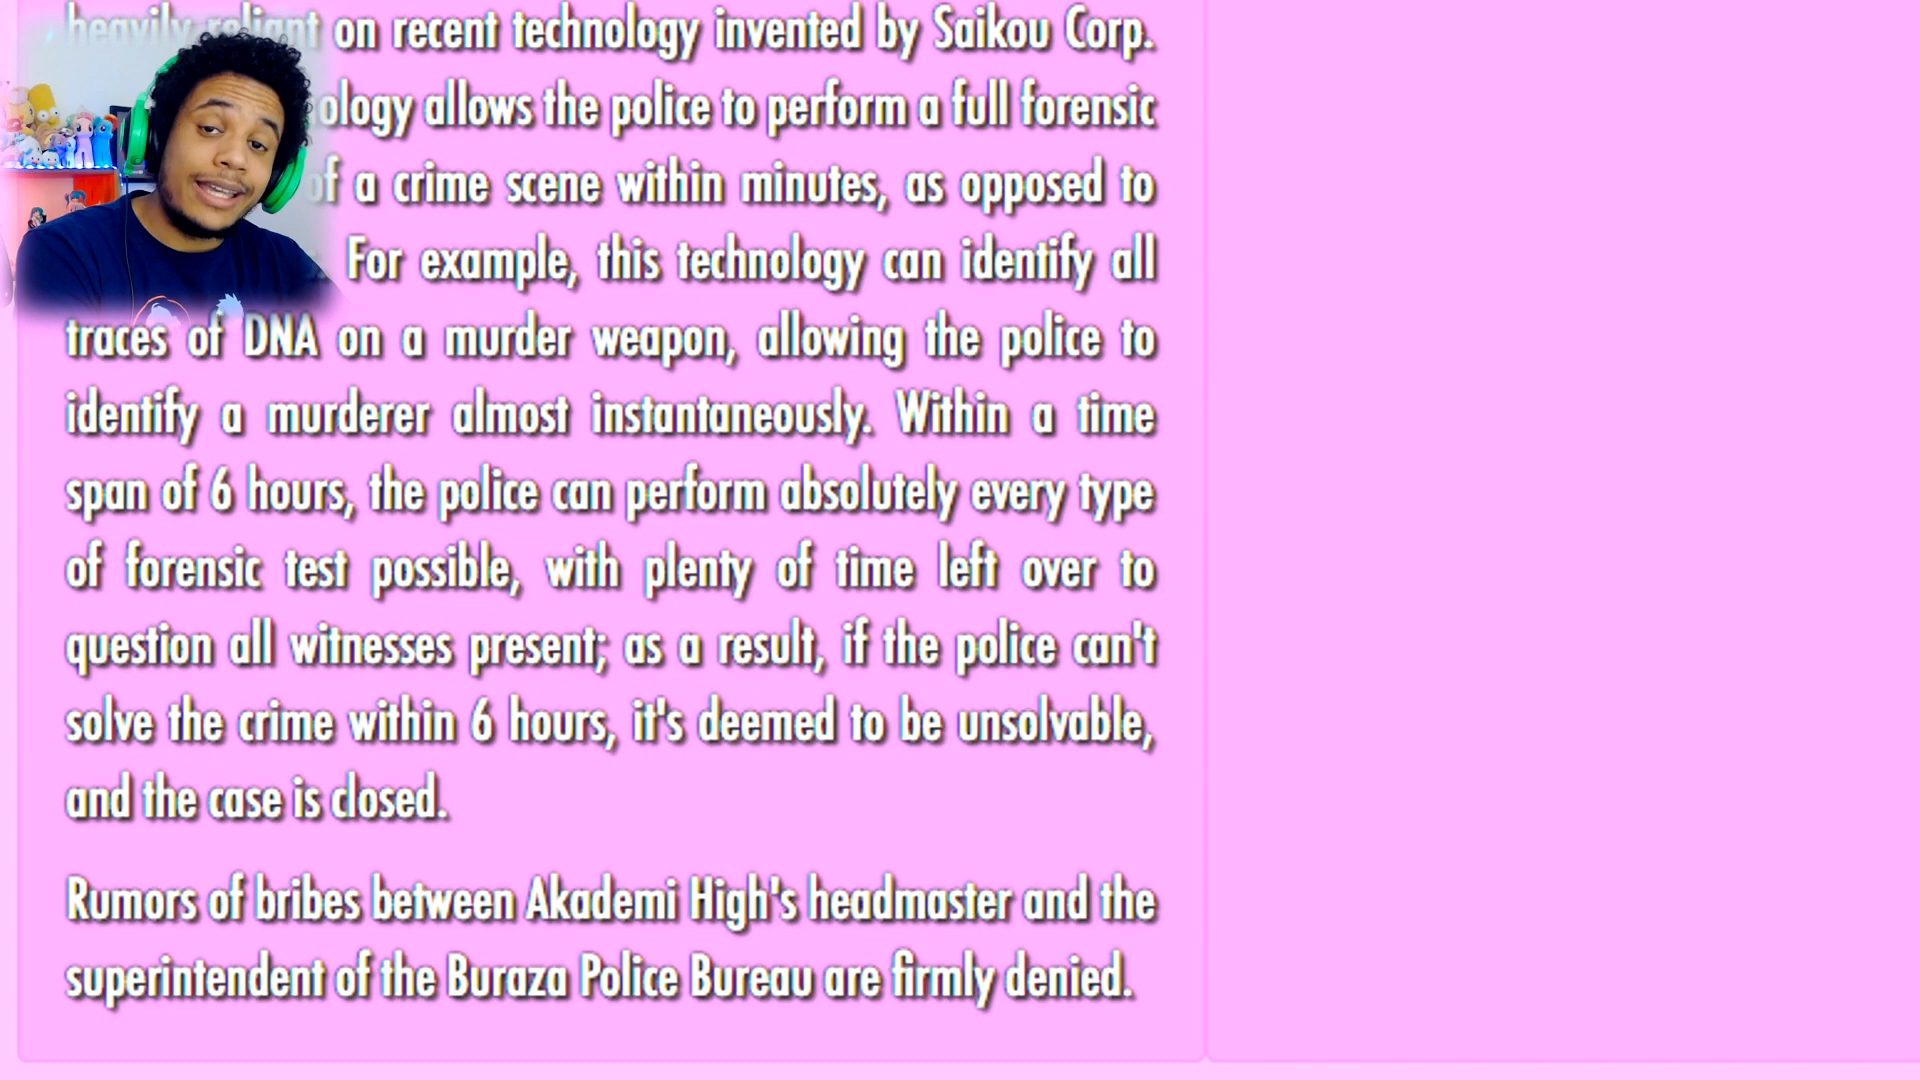 heavily reliant on recent technology invented by Saikou Corp.
ology allows the police to perform a full forensic
of a crime scene within minutes, as opposed to
For example, this technology can identify all
traces of DNA on a murder weapon, allowing the police to
identify a murderer almost instantaneously. Within a time
span of 6 hours, the police can perform absolutely every type
of forensic test possible, with plenty of time left over to
question all witnesses present; as a result, if the police can't
solve the crime within 6 hours, it's deemed to be unsolvable,
and the case is closed.
Rumors of bribes between Akademi High's headmaster and the
superintendent of the Buraza Police Bureau are firmly denied.